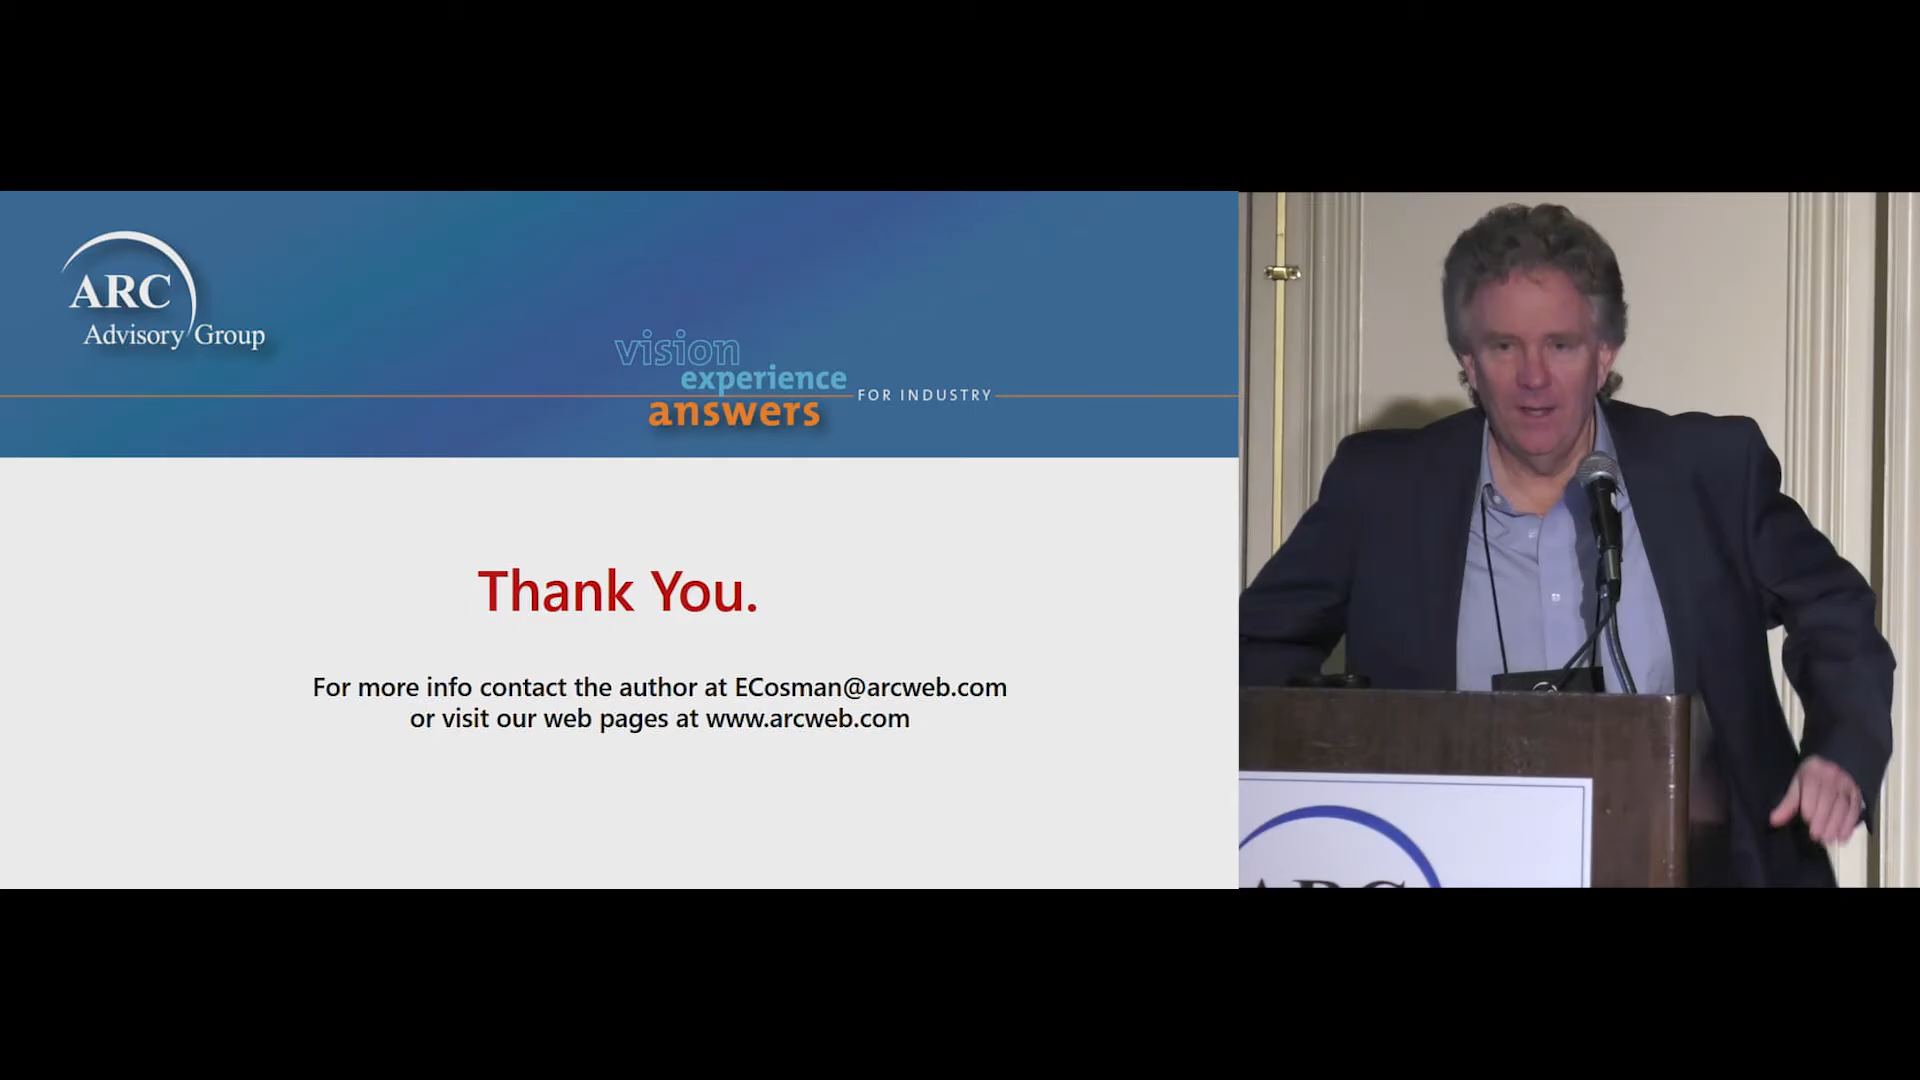 ARC
Advisory Group
vision
experience
answers
FOR INDUSTRY
Thank You.
For more info contact the author at ECosman@arcweb.com
or visit our web pages at www.arcweb.com
ARC